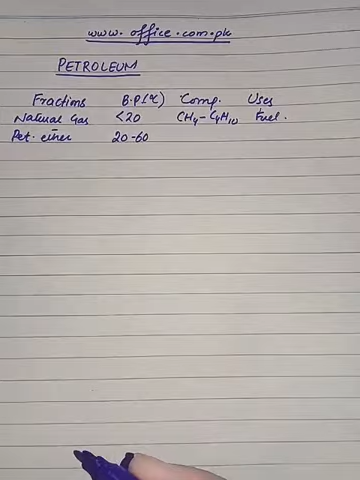 www.office.com.pk
PETROLEUM
Fractions B.P(°C) Comp. Uses
Natural Gas <20 CH4-C4H10 Fuel.
Pet. ether 20-60